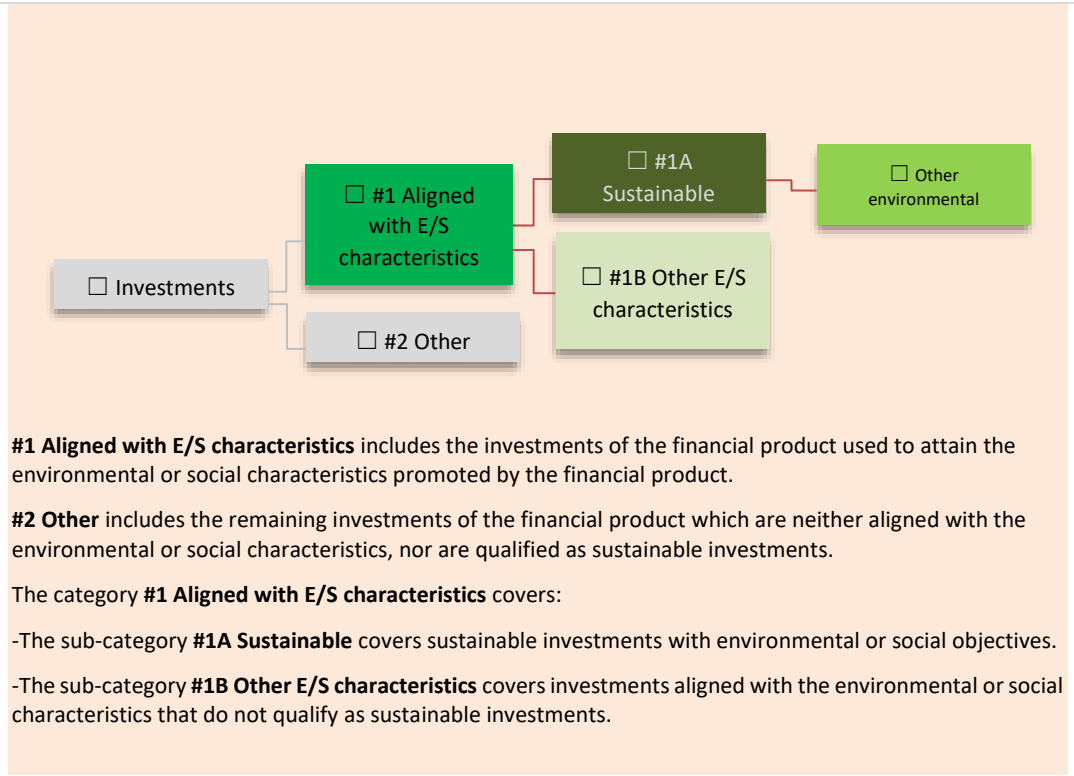 ☐ #1A
Sustainable
☐ Other
environmental
☐ #1 Aligned
with E/S
characteristics
☐ #1B Other E/S
characteristics
☐ Investments
☐ #2 Other
#1 Aligned with E/S characteristics includes the investments of the financial product used to attain the
environmental or social characteristics promoted by the financial product.
#2 Other includes the remaining investments of the financial product which are neither aligned with the
environmental or social characteristics, nor are qualified as sustainable investments.
The category #1 Aligned with E/S characteristics covers:
-The sub-category #1A Sustainable covers sustainable investments with environmental or social objectives.
-The sub-category #1B Other E/S characteristics covers investments aligned with the environmental or social
characteristics that do not qualify as sustainable investments.